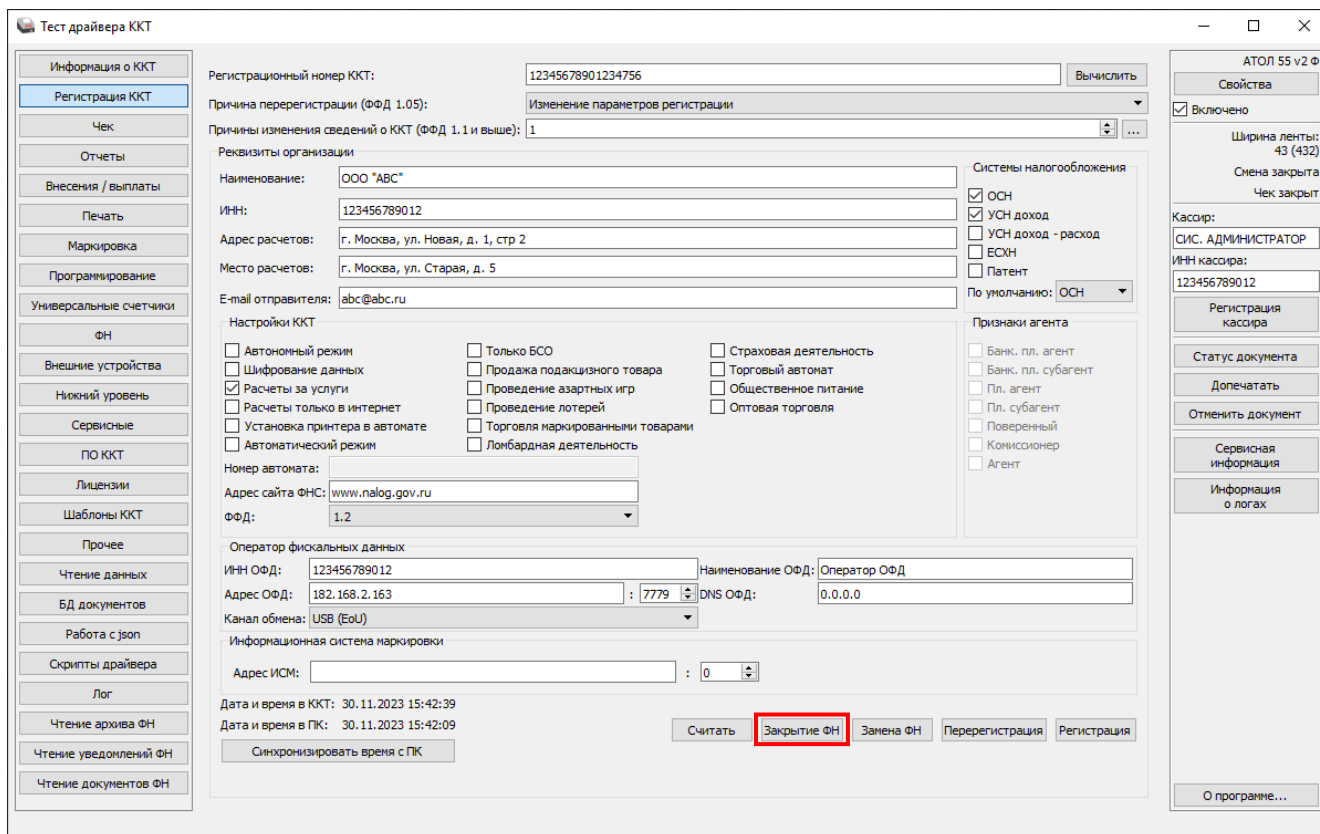 Тест драйвера ККТ
Информация о ККТ
Регистрация ККТ
Чек
Отчеты
Внесения / выплаты
Печать
Маркировка
Программирование
Универсальные счетчики
ФН
Внешние устройства
Нижний уровень
Сервисные
ПО ККТ
Лицензии
Шаблоны ККТ
Прочее
Чтение данных
БД документов
Работа с json
Скрипты драйвера
Лог
Чтение архива ФН
Чтение уведомлений ФН
Чтение документов ФН
Регистрационный номер ККТ: 12345678901234756 Вычислить
Причина перерегистрации (ФФД 1.05): Изменение параметров регистрации
Причины изменения сведений о ККТ (ФФД 1.1 и выше): 1 ...
Реквизиты организации
Наименование: ООО "АВС"
ИНН: 123456789012
Адрес расчетов: г. Москва, ул. Новая, д. 1, стр 2
Место расчетов: г. Москва, ул. Старая, д. 5
E-mail отправителя: abc@abc.ru
Системы налогообложения
ОСН
УСН доход
УСН доход - расход
ЕСХН
Патент
По умолчанию: ОСН
Настройки ККТ
Автономный режим
Шифрование данных
Расчеты за услуги
Расчеты только в интернет
Установка принтера в автомате
Автоматический режим
Только БСО
Продажа подакцизного товара
Проведение азартных игр
Проведение лотерей
Торговля маркированными товарами
Ломбардная деятельность
Страховая деятельность
Торговый автомат
Общественное питание
Оптовая торговля
Номер автомата:
Адрес сайта ФНС: www.nalog.gov.ru
ФФД: 1.2
Признаки агента
Банк. пл. агент
Банк. пл. субагент
Пл. агент
Пл. субагент
Поверенный
Комиссионер
Агент
Оператор фискальных данных
ИНН ОФД: 123456789012 Наименование ОФД: Оператор ОФД
Адрес ОФД: 182.168.2.163 : 7779 DNS ОФД: 0.0.0.0
Канал обмена: USB (EoU)
Информационная система маркировки
Адрес ИСМ: : 0
Дата и время в ККТ: 30.11.2023 15:42:39
Дата и время в ПК: 30.11.2023 15:42:09
Синхронизировать время с ПК
Считать Закрытие ФН Замена ФН Перерегистрация Регистрация
АТОЛ 55 v2 Ф
Свойства
Включено
Ширина ленты:
43 (432)
Смена закрыта
Чек закрыт
Кассир:
СИС. АДМИНИСТРАТОР
ИНН кассира:
123456789012
Регистрация
кассира
Статус документа
Допечатать
Отменить документ
Сервисная
информация
Информация
о логах
О программе...